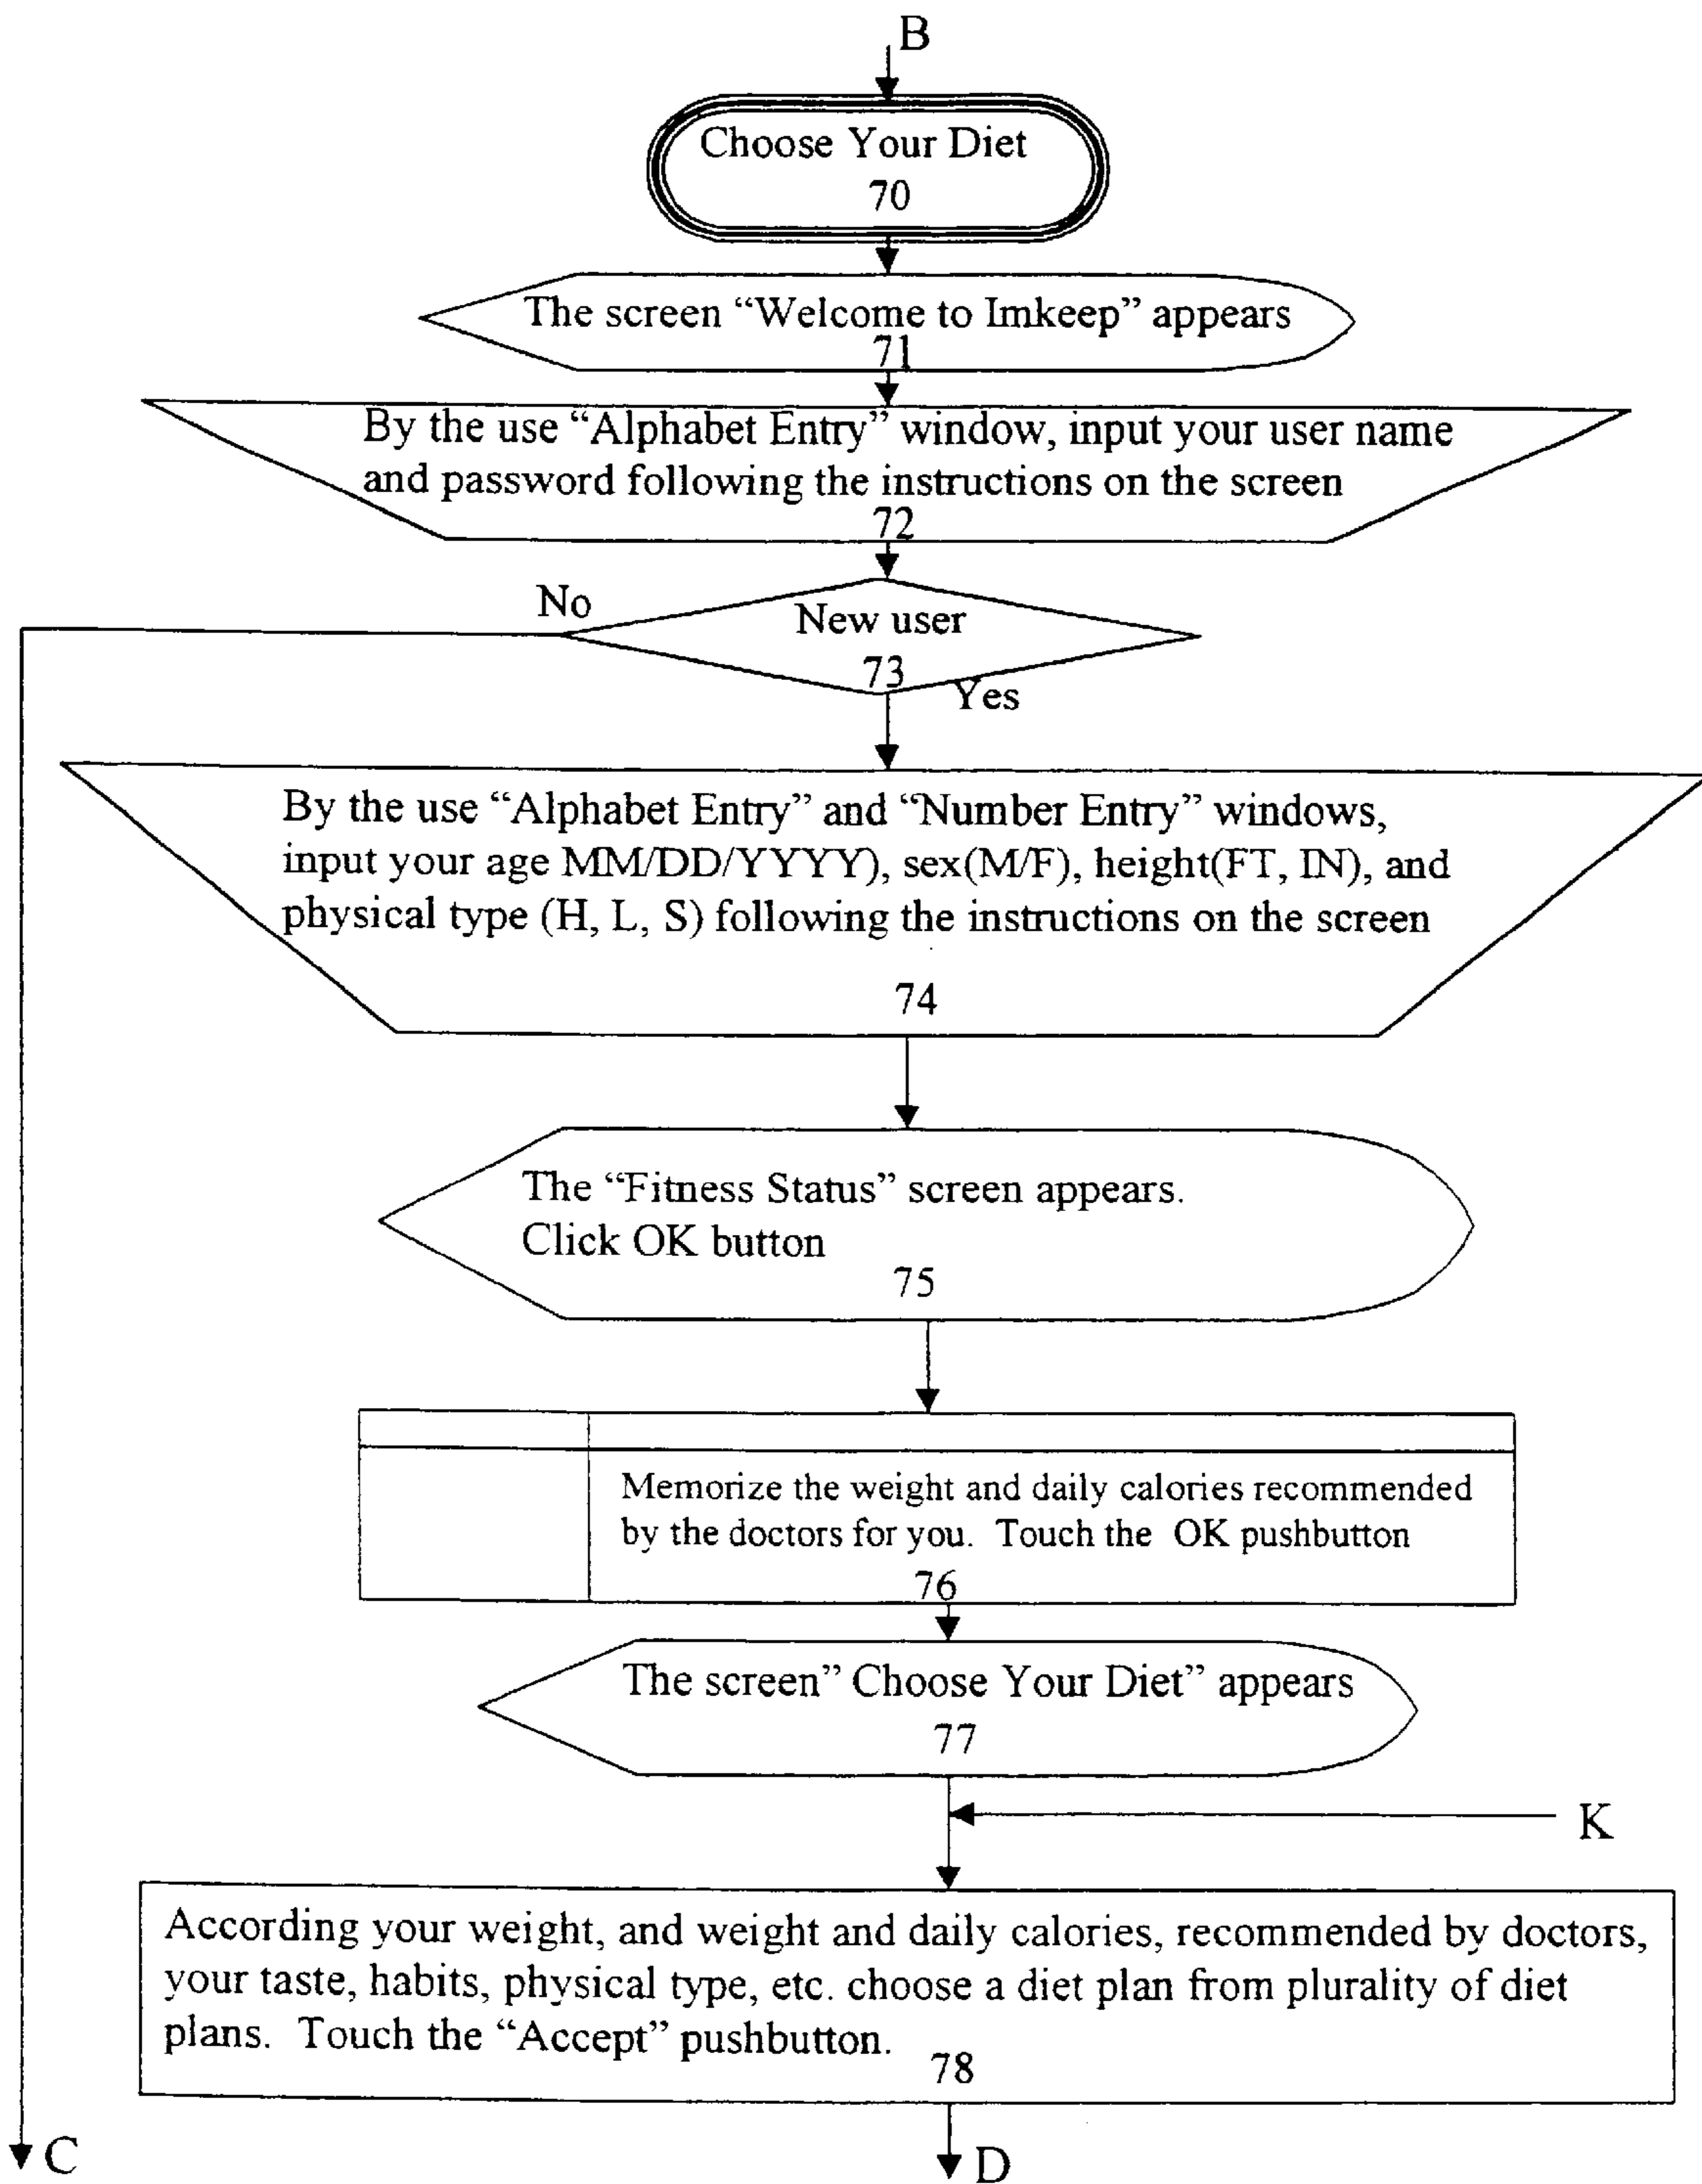 B
Choose Your Diet
70
The screen “Welcome to Imkeep” appears
71
By the use “Alphabet Entry” window, input your user name
and password following the instructions on the screen
72
No
New user
73
Yes
By the use “Alphabet Entry” and “Number Entry” windows,
input your age MM/DD/YYYY), sex(M/F), height(FT, IN), and
physical type (H, L, S) following the instructions on the screen
74
The “Fitness Status” screen appears.
Click OK button
75
Memorize the weight and daily calories recommended
by the doctors for you. Touch the OK pushbutton
76
The screen” Choose Your Diet” appears
77
K
According your weight, and weight and daily calories, recommended by doctors,
your taste, habits, physical type, etc. choose a diet plan from plurality of diet
plans. Touch the “Accept” pushbutton.
78
C
D